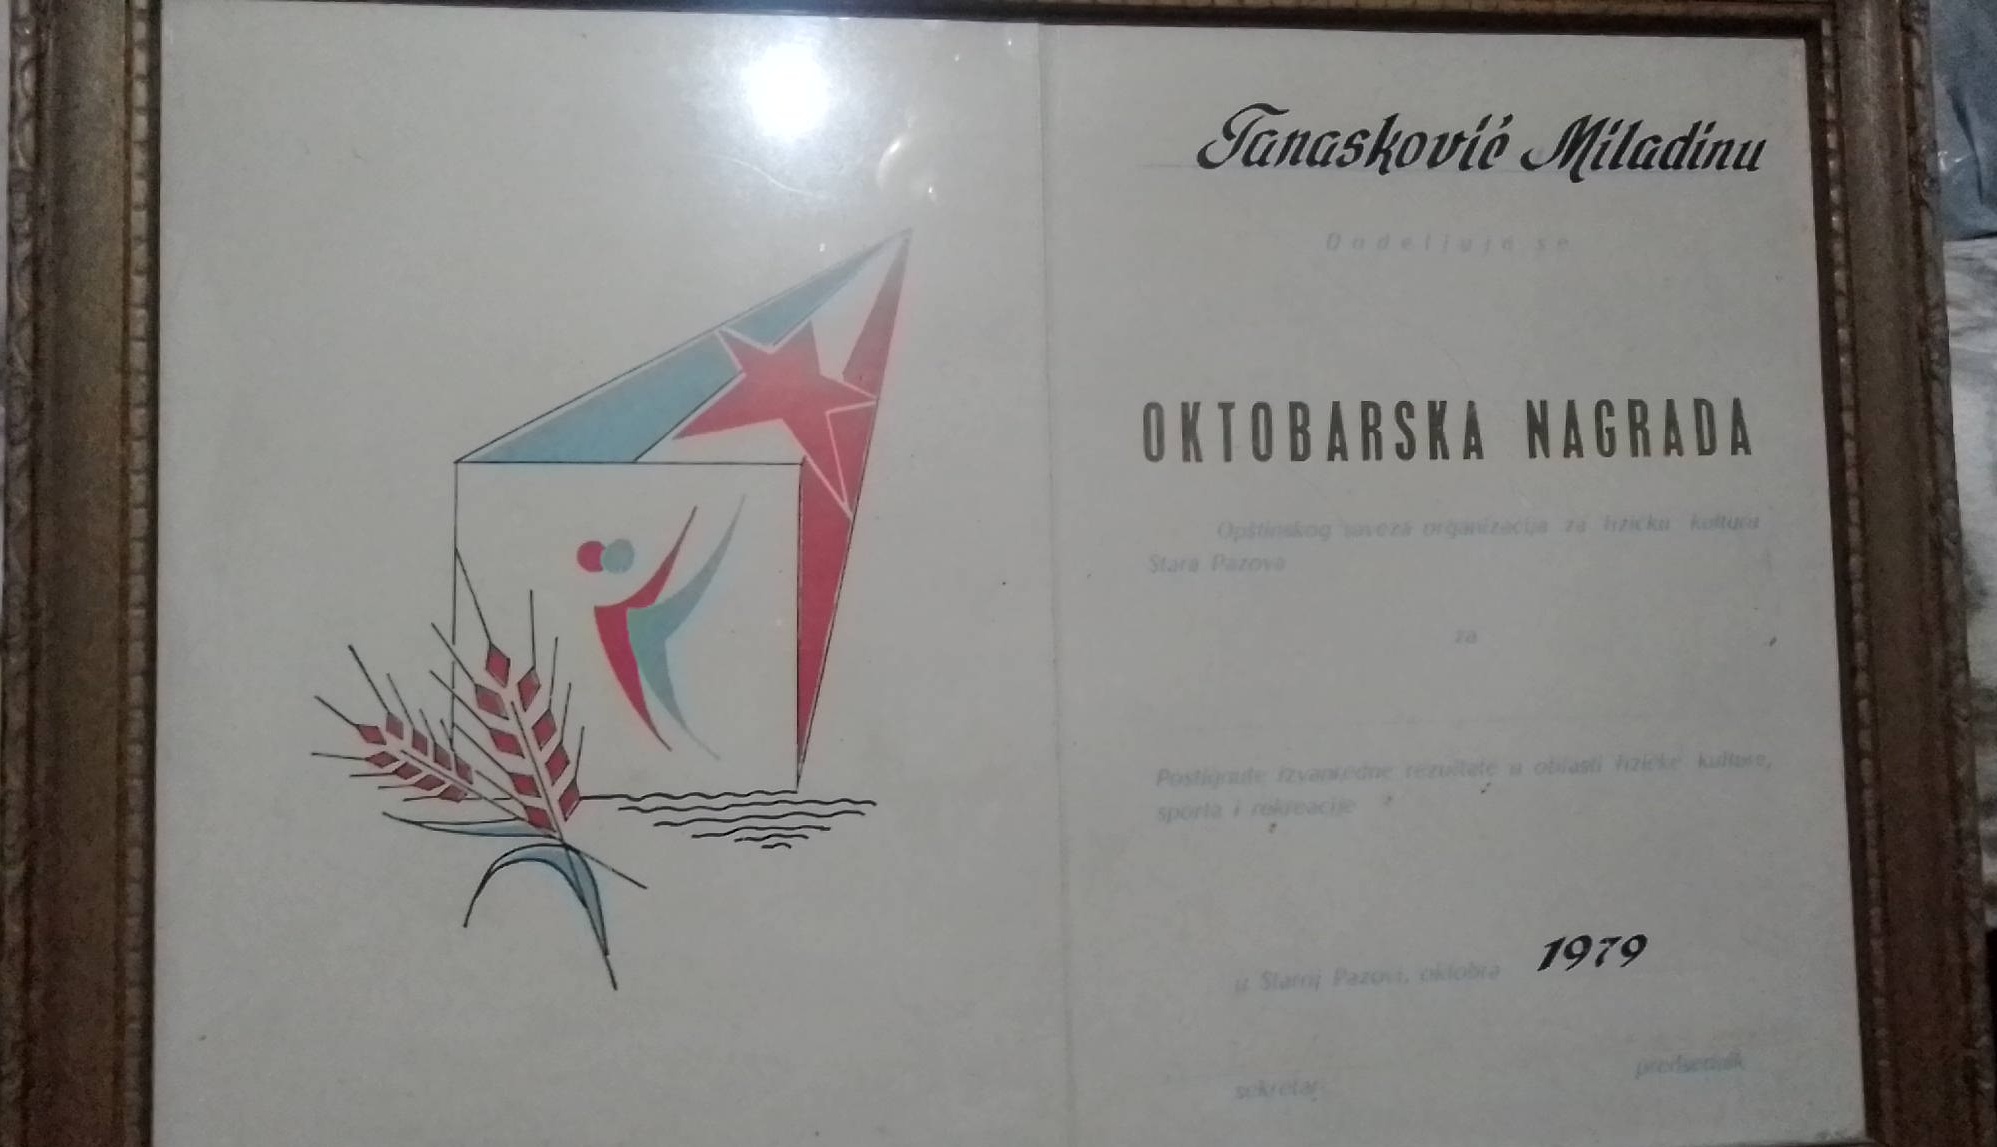 Tanasković Miladinu
Dodeljuje se
OKTOBARSKA NAGRADA
Opštinskog saveza organizacija za fizičku kulturu
Stara Pazova
za
Postignute izvanredne rezultate u oblasti fizičke kulture,
sporta i rekreacije
u Staroj Pazovi, oktobra 1979
predsednik
sekretar